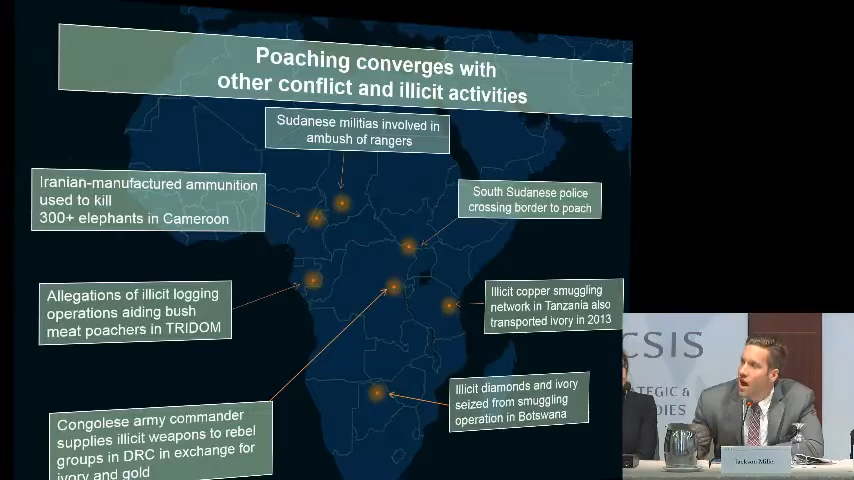 Poaching converges with
other conflict and illicit activities
Sudanese militias involved in
ambush of rangers
Iranian-manufactured ammunition
used to kill
300+ elephants in Cameroon
South Sudanese police
crossing border to poach
Allegations of illicit logging
operations aiding bush
meat poachers in TRIDOM
Illicit copper smuggling
network in Tanzania also
transported ivory in 2013
Illicit diamonds and ivory
seized from smuggling
operation in Botswana
Congolese army commander
supplies illicit weapons to rebel
groups in DRC in exchange for
ivory and gold
CSIS
TEGIC &
DIES
Jackson Miller